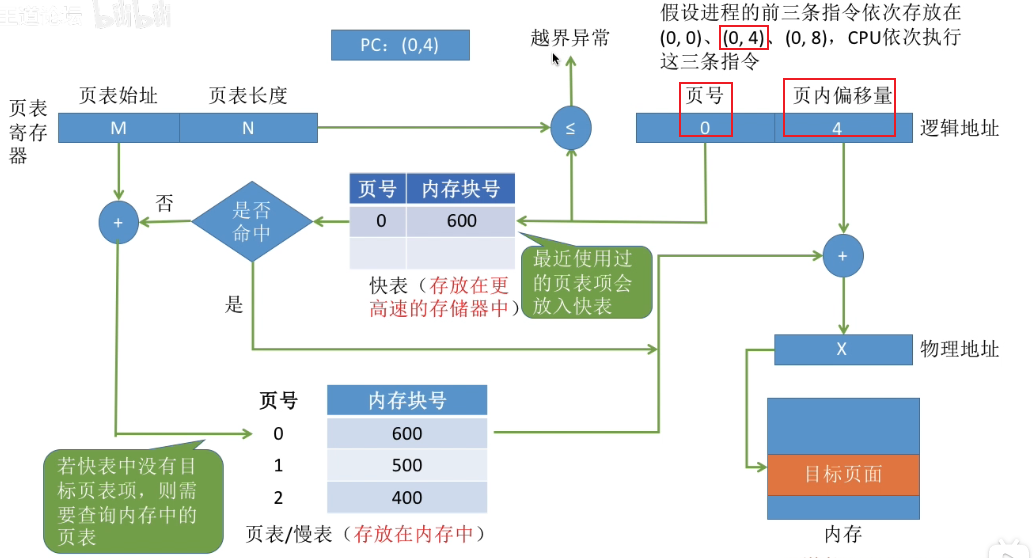 bilibili
PC：(0,4)
越界异常
假设进程的前三条指令依次存放在
(0, 0)、(0, 4)、(0, 8)，CPU依次执行
这三条指令
页表
寄存
器
页表始址
页表长度
M
N
≤
页号
页内偏移量
0
4
逻辑地址
页号
内存块号
0
600
是否
命中
否
是
+
+
最近使用过
的页表项会
放入快表
快表（存放在更
高速的存储器中）
X
物理地址
页号
内存块号
0
600
1
500
2
400
页表/慢表（存放在内存中）
若快表中没有目
标页表项，则需
要查询内存中的
页表
目标页面
内存